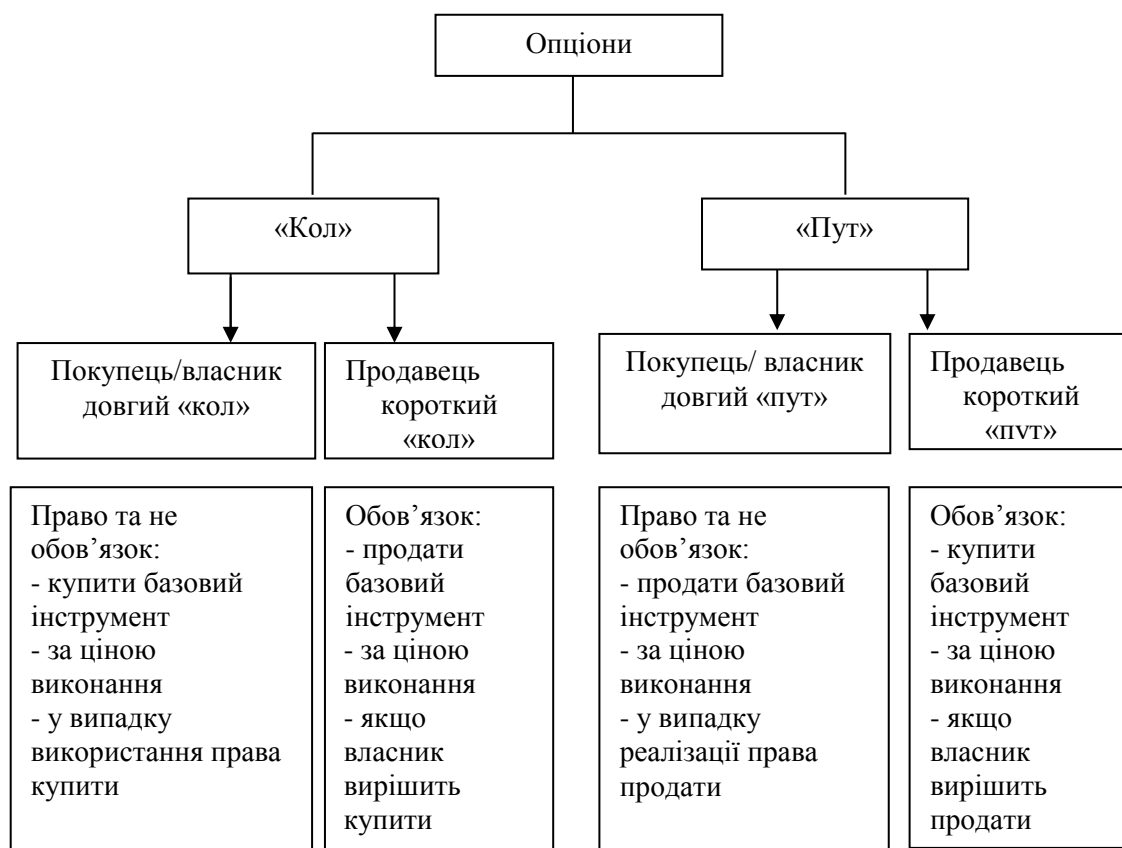 Опціони
«Кол»
«Пут»
Покупець/власник
довгий «кол»
Продавець
короткий
«кол»
Покупець/ власник
довгий «пут»
Продавець
короткий
«пут»
Право та не
обов’язок:
- купити базовий
інструмент
- за ціною
виконання
- у випадку
використання права
купити
Обов’язок:
- продати
базовий
інструмент
- за ціною
виконання
- якщо
власник
вирішить
купити
Право та не
обов’язок:
- продати базовий
інструмент
- за ціною
виконання
- у випадку
реалізації права
продати
Обов’язок:
- купити
базовий
інструмент
- за ціною
виконання
- якщо
власник
вирішить
продати